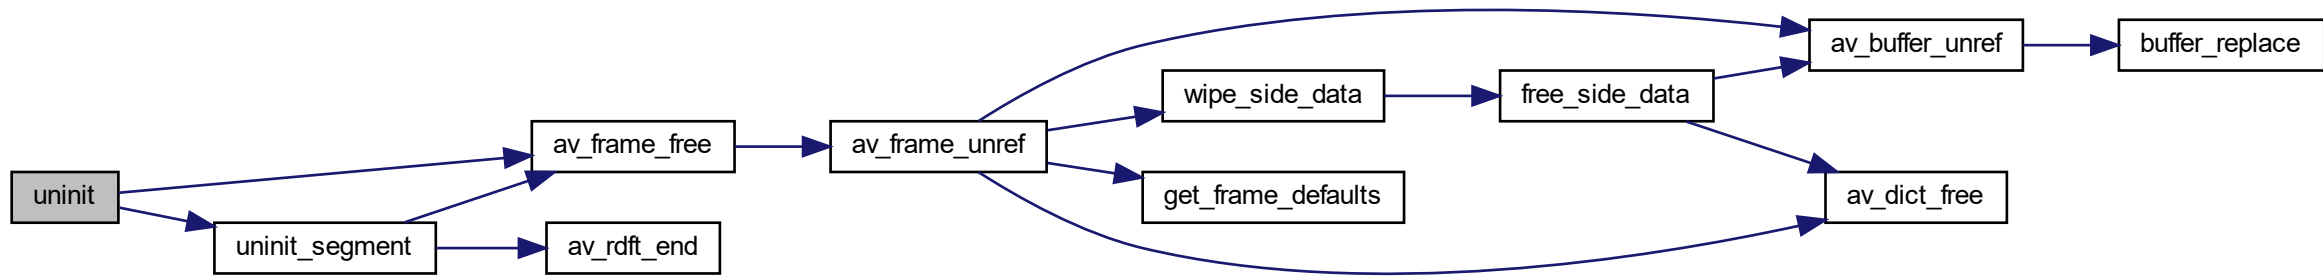 uninit
uninit_segment
av_frame_free
av_rdft_end
av_frame_unref
wipe_side_data
get_frame_defaults
free_side_data
av_buffer_unref
av_dict_free
buffer_replace